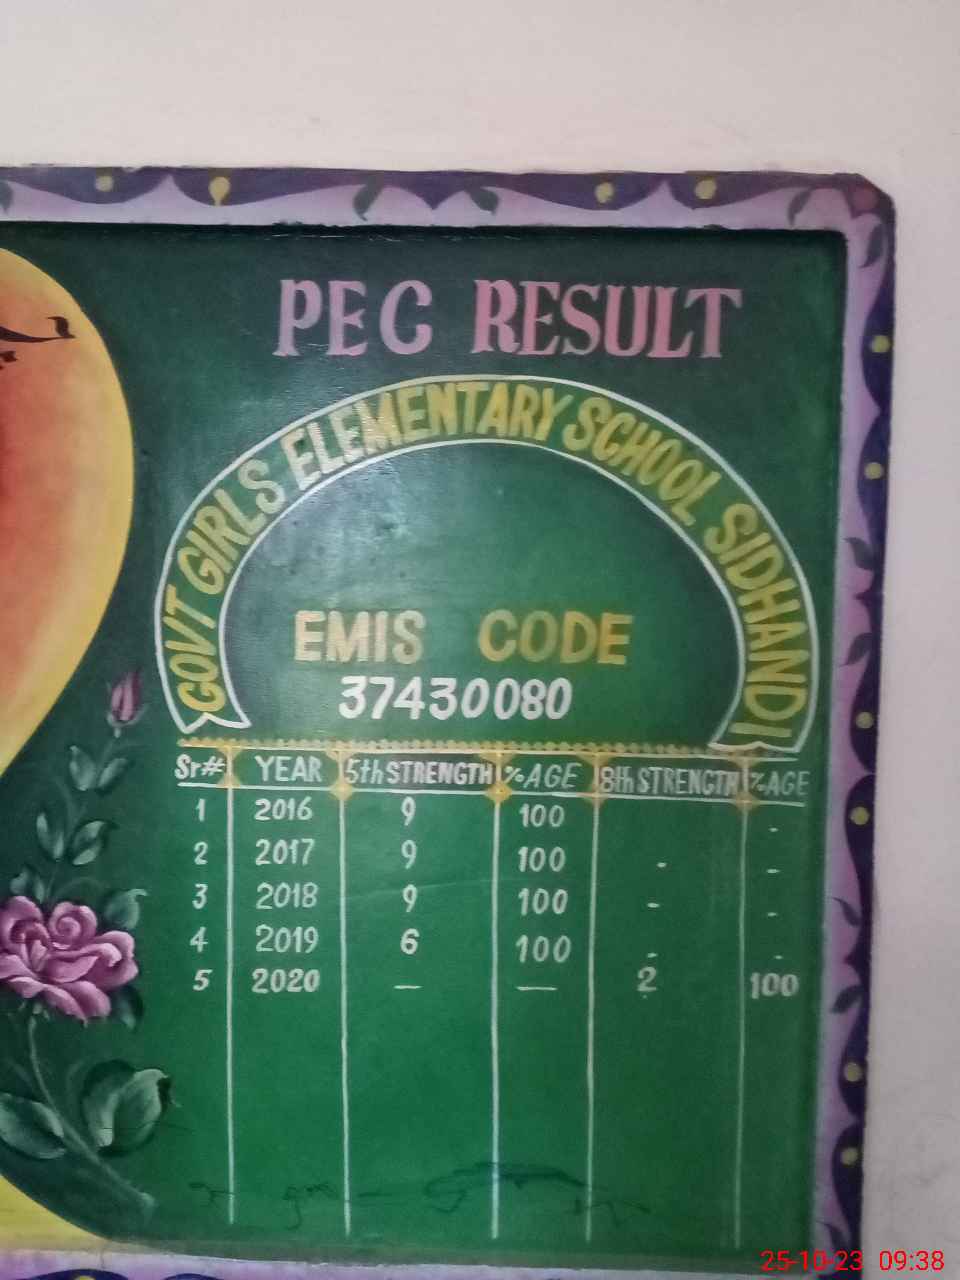 PEC RESULT
GOVT GIRLS ELEMENTARY SCHOOL SIDHANDI
EMIS CODE
37430080
Sr# YEAR 5th STRENGTH %AGE 8th STRENGTH %AGE
1 2016 9 100 -
2 2017 9 100 - -
3 2018 9 100 - -
4 2019 6 100 - -
5 2020 — — 2 100
25-10-23 09:38